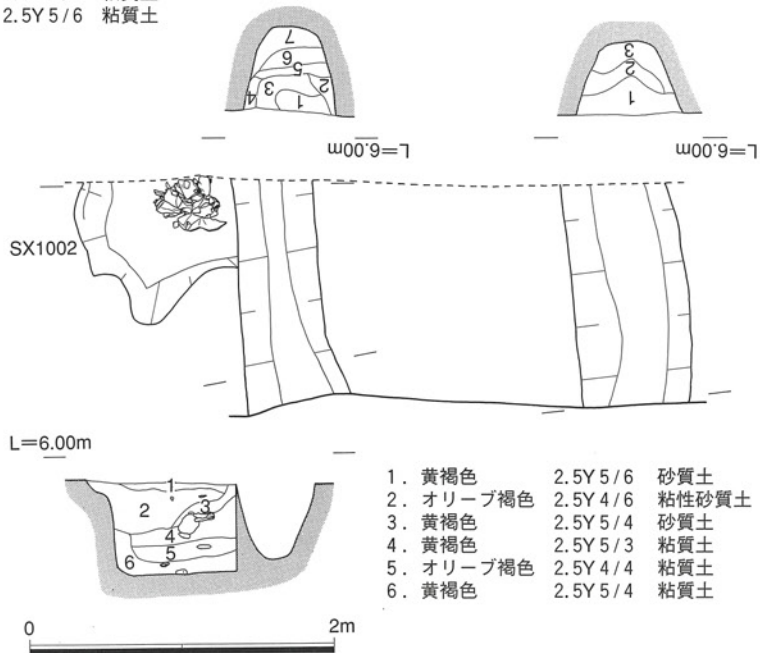 2.5Y 5/6 粘質土
7
6
5
4 3 2
1
3
2
1
L=6.00m
L=6.00m
SX1002
L=6.00m
1
2 3
4
5
6
1. 黄褐色 2.5Y 5/6 砂質土
2. オリーブ褐色 2.5Y 4/6 粘性砂質土
3. 黄褐色 2.5Y 5/4 砂質土
4. 黄褐色 2.5Y 5/3 粘質土
5. オリーブ褐色 2.5Y 4/4 粘質土
6. 黄褐色 2.5Y 5/4 粘質土
0 2m